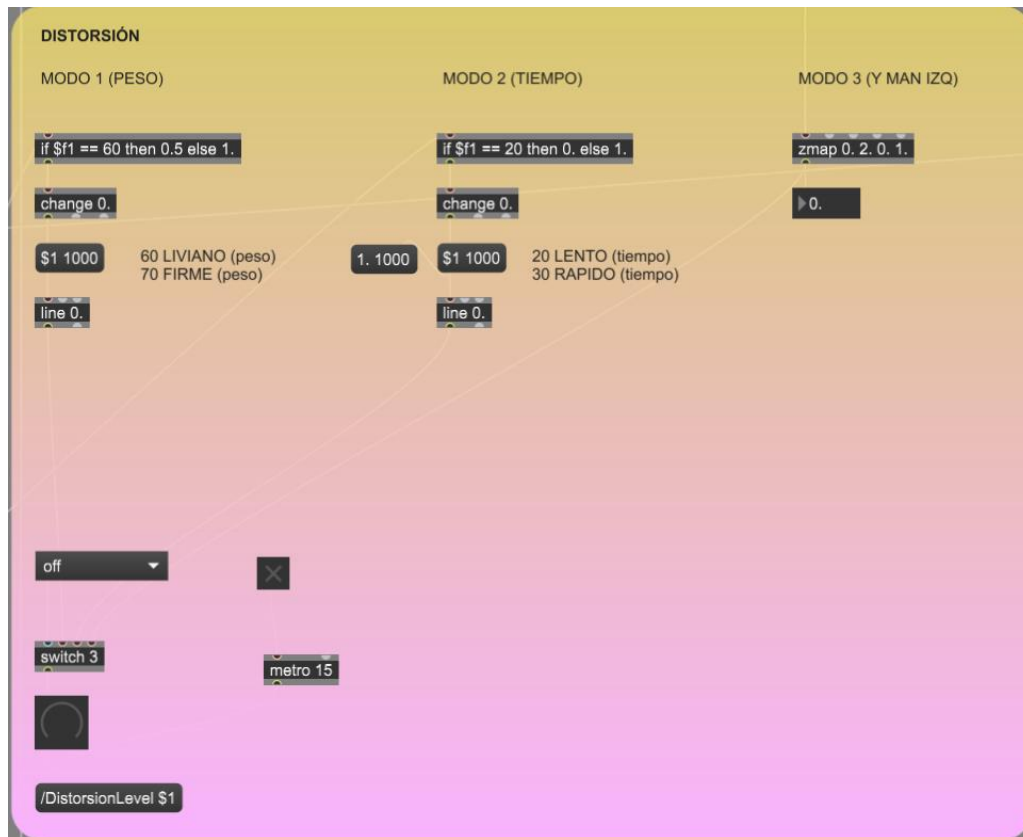 DISTORSIÓN
MODO 1 (PESO)
MODO 2 (TIEMPO)
MODO 3 (Y MAN IZQ)
if $f1 == 60 then 0.5 else 1.
if $f1 == 20 then 0. else 1.
zmap 0. 2. 0. 1.
change 0.
change 0.
0.
$1 1000
60 LIVIANO (peso)
70 FIRME (peso)
1. 1000
$1 1000
20 LENTO (tiempo)
30 RAPIDO (tiempo)
line 0.
line 0.
off
switch 3
metro 15
/DistorsionLevel $1